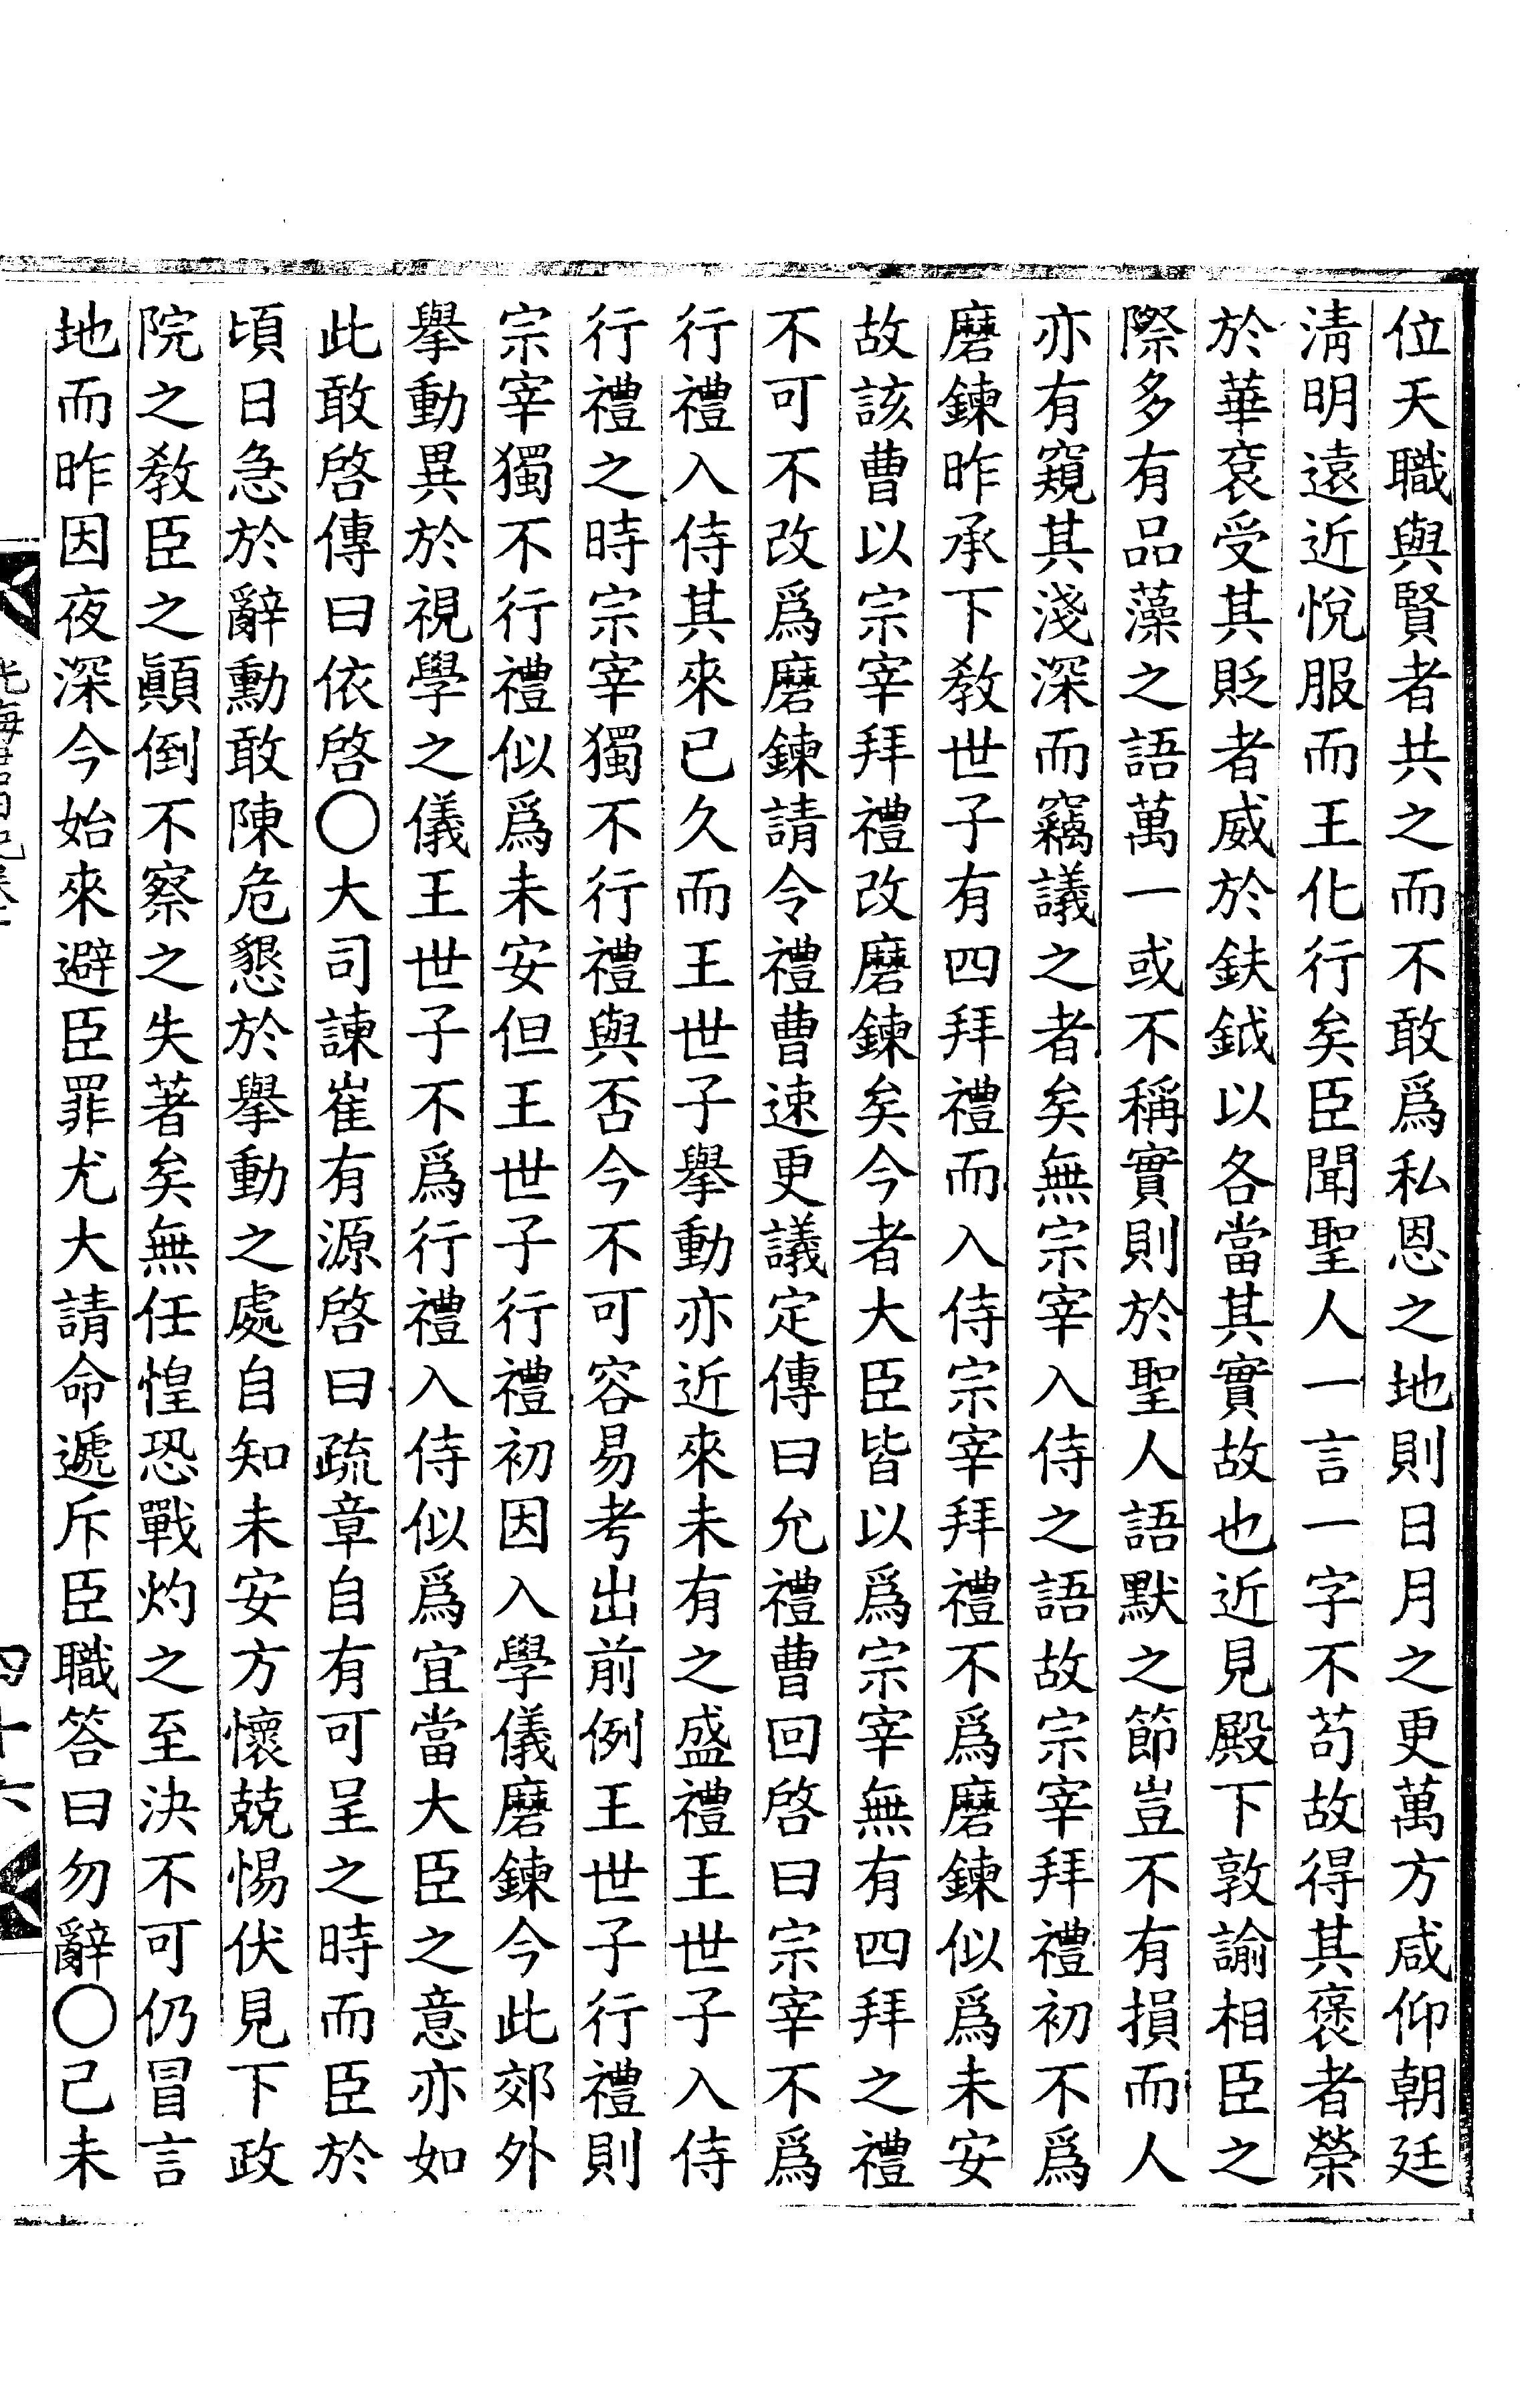 位天職與賢者共之而不敢爲私恩之地則日月之更萬方咸仰朝廷
淸明遠近悅服而王化行矣臣聞聖人一言一字不苟故得其褒者榮
於華袞受其貶者威於鈇鉞以各當其實故也近見殿下敦諭相臣之
際多有品藻之語萬一或不稱實則於聖人語默之節豈不有損而人
亦有窺其淺深而竊議之者矣無宗宰入侍之語故宗宰拜禮初不爲
磨鍊昨承下敎世子有四拜禮而入侍宗宰拜禮不爲磨鍊似爲未安
故該曹以宗宰拜禮改磨鍊矣今者大臣皆以爲宗宰無有四拜之禮
不可不改爲磨鍊請令禮曹速更議定傳曰允禮曹回啓曰宗宰不爲
行禮入侍其來已久而王世子擧動亦近來未有之盛禮王世子入侍
行禮之時宗宰獨不行禮與否今不可容易考出前例王世子行禮則
宗宰獨不行禮似爲未安但王世子行禮初因入學儀磨鍊今此郊外
擧動異於視學之儀王世子不爲行禮入侍似爲宜當大臣之意亦如
此敢啓傳曰依啓○大司諫崔有源啓曰疏章自有可呈之時而臣於
頃日急於辭勳敢陳危懇於擧動之處自知未安方懷兢惕伏見下政
院之敎臣之顚倒不察之失著矣無任惶恐戰灼之至決不可仍冒言
地而昨因夜深今始來避臣罪尤大請命遞斥臣職答曰勿辭○己未